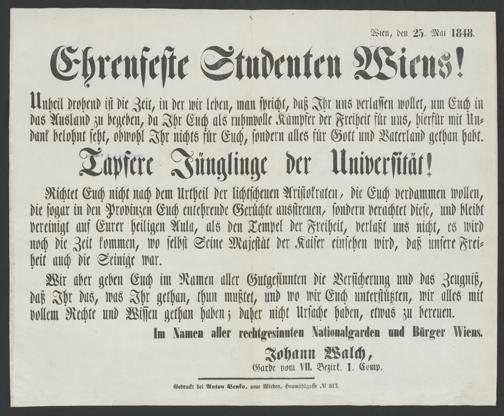 Wien, den 25. Mai 1848.
Ehrenfeste Studenten Wiens!
Unheil drohend ist die Zeit, in der wir leben, man spricht, daß Ihr uns verlassen wollet, um Euch in
das Ausland zu begeben, da Ihr Euch als ruhmvolle Kämpfer der Freiheit für uns, hierfür mit Un-
dank belohnt seht, obwohl Ihr nichts für Euch, sondern alles für Gott und Vaterland gethan habt.
Tapfere Jünglinge der Universität!
Richtet Euch nicht nach dem Urtheil der lichtscheuen Aristokraten, die Euch verdammen wollen,
die sogar in den Provinzen Euch entehrende Gerüchte ausstreuen, sondern verachtet diese, und bleibt
vereinigt auf Eurer heiligen Aula, als den Tempel der Freiheit, verlaßt uns nicht, es wird
noch die Zeit kommen, wo selbst Seine Majestät der Kaiser einsehen wird, daß unsere Frei-
heit auch die Seinige war.
Wir aber geben Euch im Namen aller Gutgesinnten die Versicherung und das Zeugniß,
daß Ihr das, was Ihr gethan, thun mußtet, und wo wir Euch unterstützten, wir alles mit
vollem Rechte und Wissen gethan haben; daher nicht Ursache haben, etwas zu bereuen.
Im Namen aller rechtgesinnten Nationalgarden und Bürger Wiens.
Johann Walch,
Garde vom VII. Bezirk. 1. Comp.
Gedruckt bei Anton Benko, neue Wieden, № 813.